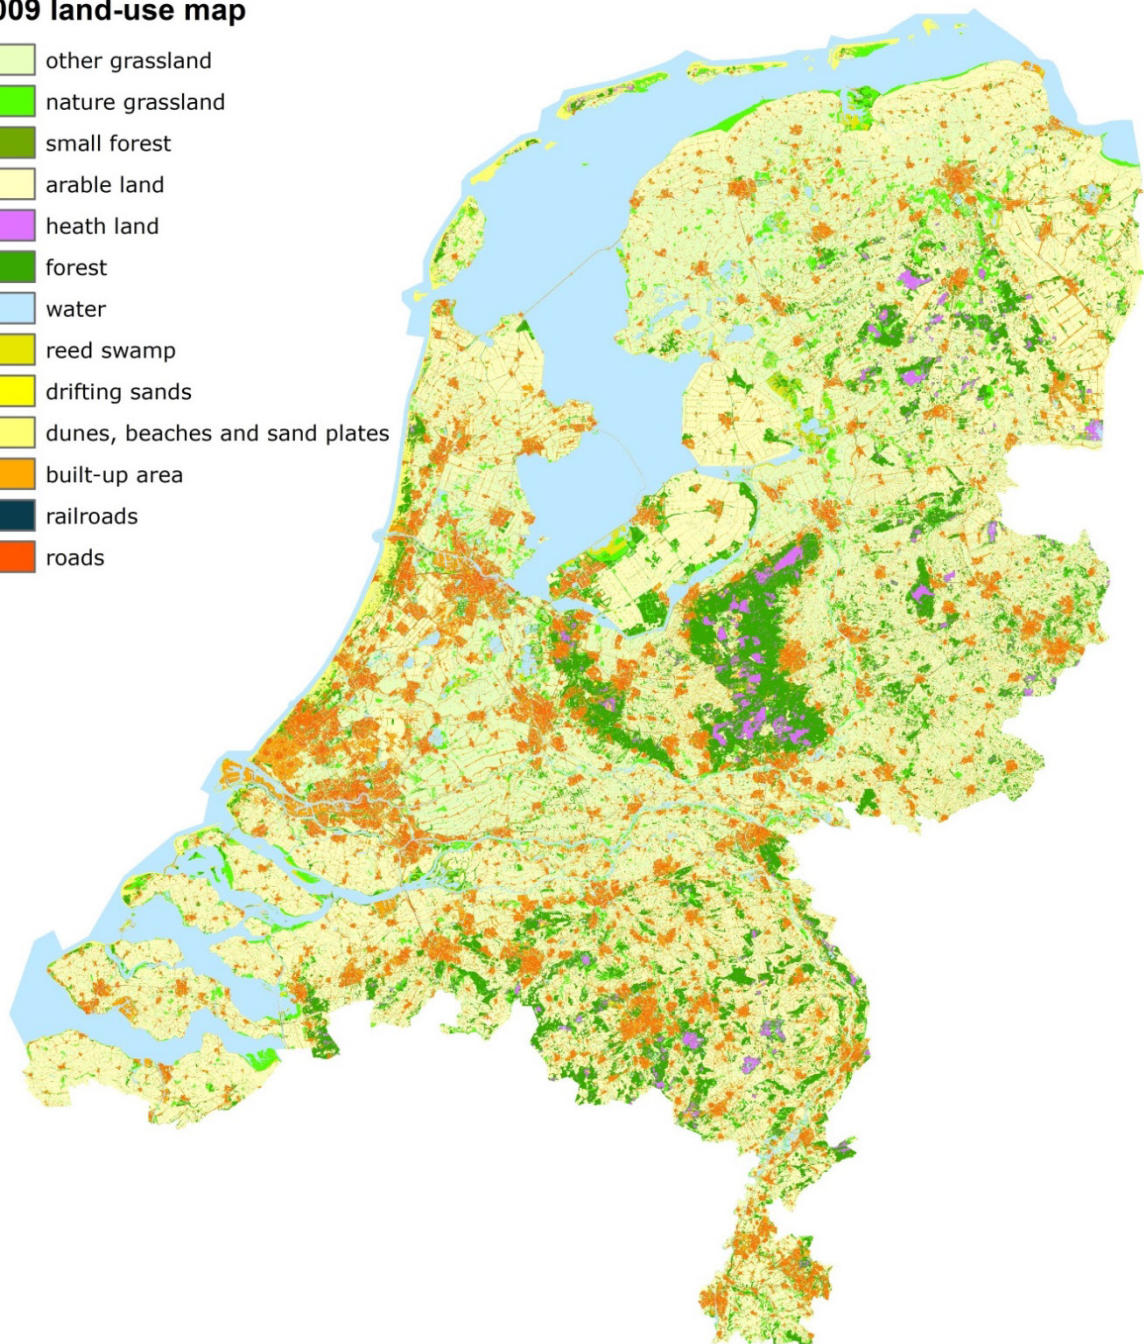 009 land-use map
other grassland
nature grassland
small forest
arable land
heath land
forest
water
reed swamp
drifting sands
dunes, beaches and sand plates
built-up area
railroads
roads